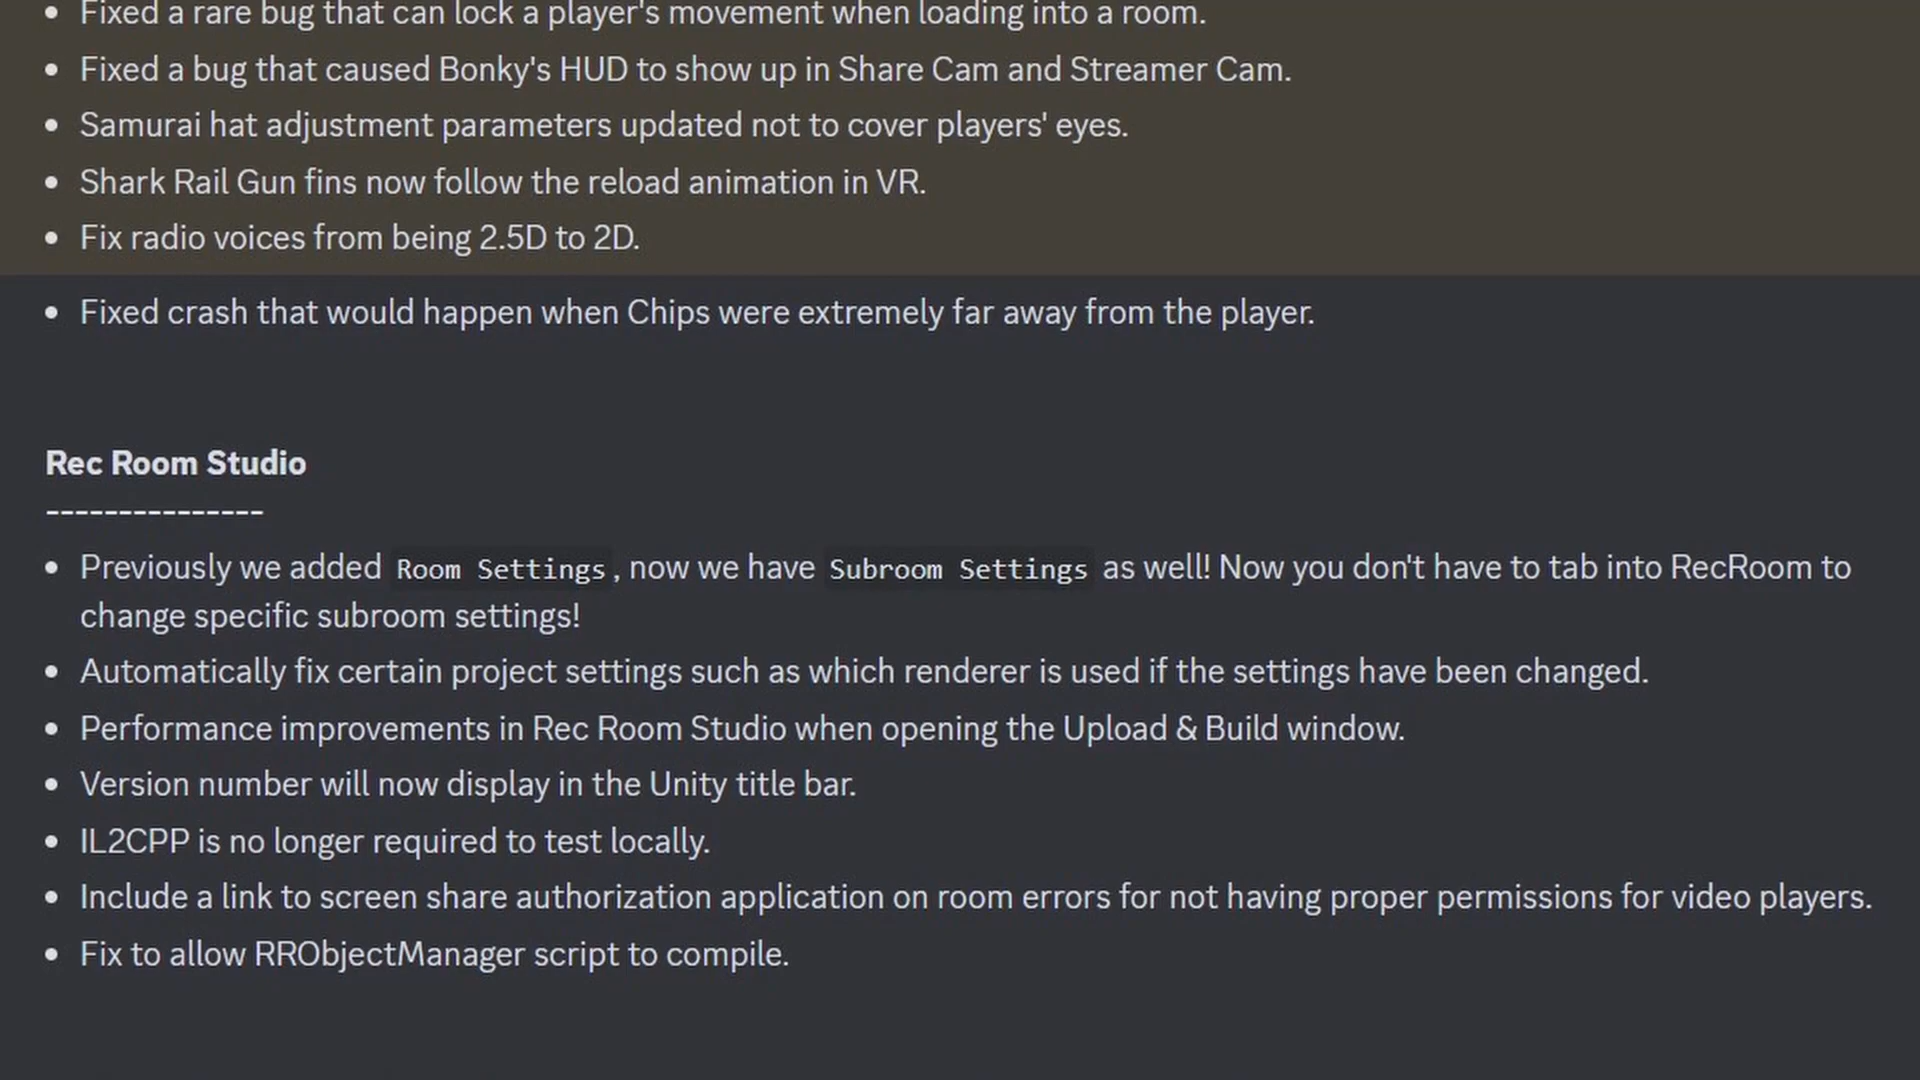 • Fixed a rare bug that can lock a player's movement when loading into a room.
• Fixed a bug that caused Bonky's HUD to show up in Share Cam and Streamer Cam.
• Samurai hat adjustment parameters updated not to cover players' eyes.
• Shark Rail Gun fins now follow the reload animation in VR.
• Fix radio voices from being 2.5D to 2D.
• Fixed crash that would happen when Chips were extremely far away from the player.
Rec Room Studio
---------------
• Previously we added Room Settings, now we have Subroom Settings as well! Now you don't have to tab into RecRoom to
change specific subroom settings!
• Automatically fix certain project settings such as which renderer is used if the settings have been changed.
• Performance improvements in Rec Room Studio when opening the Upload & Build window.
• Version number will now display in the Unity title bar.
• IL2CPP is no longer required to test locally.
• Include a link to screen share authorization application on room errors for not having proper permissions for video players.
• Fix to allow RRObjectManager script to compile.